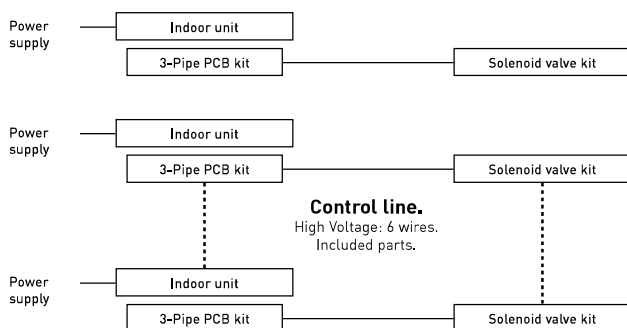 Power
supply
Indoor unit
3-Pipe PCB kit
Solenoid valve kit
Power
supply
Indoor unit
3-Pipe PCB kit
Solenoid valve kit
Control line.
High Voltage: 6 wires.
Included parts.
Power
supply
Indoor unit
3-Pipe PCB kit
Solenoid valve kit